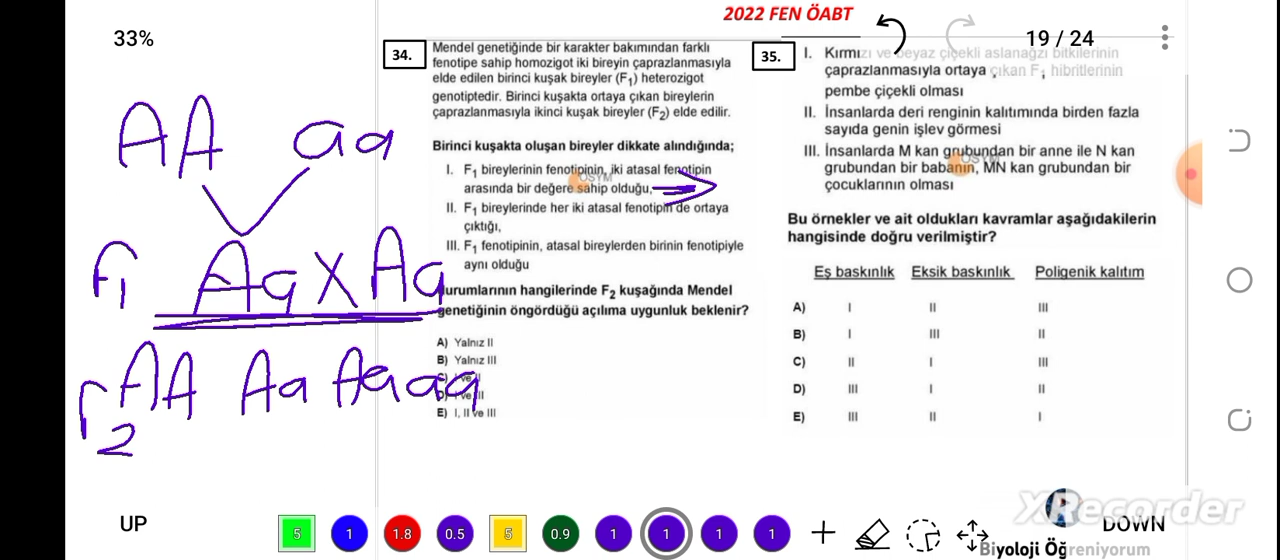 2022 FEN ÖABT
33%
19 / 24
34.
Mendel genetiğinde bir karakter bakımından farklı
fenotipe sahip homozigot iki bireyin çaprazlanmasıyla
elde edilen birinci kuşak bireyler (F1) heterozigot
genotiptedir. Birinci kuşakta ortaya çıkan bireylerin
çaprazlanmasıyla ikinci kuşak bireyler (F2) elde edilir.
Birinci kuşakta oluşan bireyler dikkate alındığında;
I. F1 bireylerinin fenotipinin, iki atasal fenotipin
arasında bir değere sahip olduğu,
II. F1 bireylerinde her iki atasal fenotipin de ortaya
çıktığı,
III. F1 fenotipinin, atasal bireylerden birinin fenotipiyle
aynı olduğu
durumlarının hangilerinde F2 kuşağında Mendel
genetiğinin öngördüğü açılıma uygunluk beklenir?
A) Yalnız II
B) Yalnız III
C) I ve II
D) I ve III
E) I, II ve III
AA aa
F1 Aa X Aa
F2 AA Aa Aa aa
35.
I. Kırmızı ve beyaz çiçekli aslanağzı bitkilerinin
çaprazlanmasıyla ortaya çıkan F1 hibritlerinin
pembe çiçekli olması
II. İnsanlarda deri renginin kalıtımında birden fazla
sayıda genin işlev görmesi
III. İnsanlarda M kan grubundan bir anne ile N kan
grubundan bir babanın, MN kan grubundan bir
çocuklarının olması
Bu örnekler ve ait oldukları kavramlar aşağıdakilerin
hangisinde doğru verilmiştir?
Eş baskınlık Eksik baskınlık Poligenik kalıtım
A) I II III
B) I III II
C) II I III
D) III I II
E) III II I
ÖSYM
ÖSYM
UP
5 1 1.8 0.5 5 0.9 1 1 1 1
DOWN
XRecorder
Biyoloji Öğreniyorum